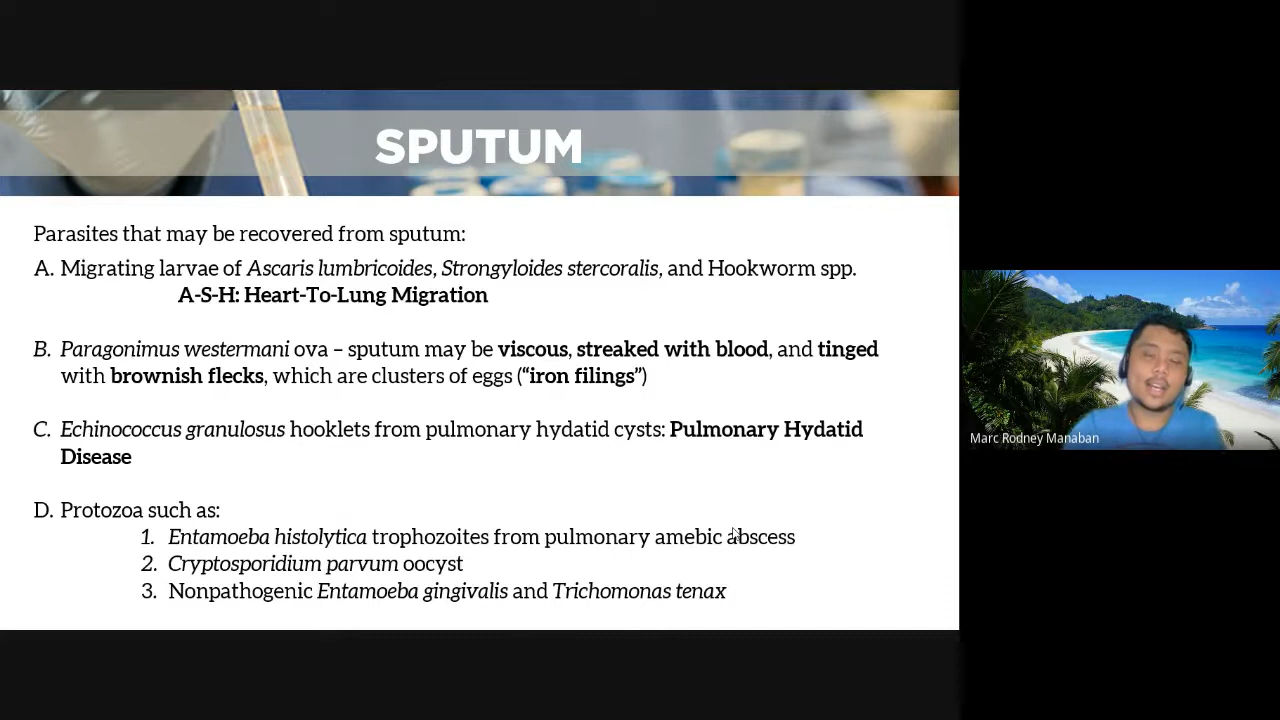 SPUTUM
Parasites that may be recovered from sputum:
A. Migrating larvae of Ascaris lumbricoides, Strongyloides stercoralis, and Hookworm spp.
A-S-H: Heart-To-Lung Migration
B. Paragonimus westermani ova – sputum may be viscous, streaked with blood, and tinged
with brownish flecks, which are clusters of eggs (“iron filings”)
C. Echinococcus granulosus hooklets from pulmonary hydatid cysts: Pulmonary Hydatid
Disease
D. Protozoa such as:
1. Entamoeba histolytica trophozoites from pulmonary amebic abscess
2. Cryptosporidium parvum oocyst
3. Nonpathogenic Entamoeba gingivalis and Trichomonas tenax
Marc Rodney Manaban